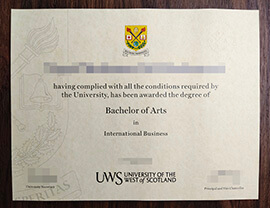 having complied with all the conditions required by
the University, has been awarded the degree of
Bachelor of Arts
in
International Business
UWS UNIVERSITY OF THE
WEST of SCOTLAND